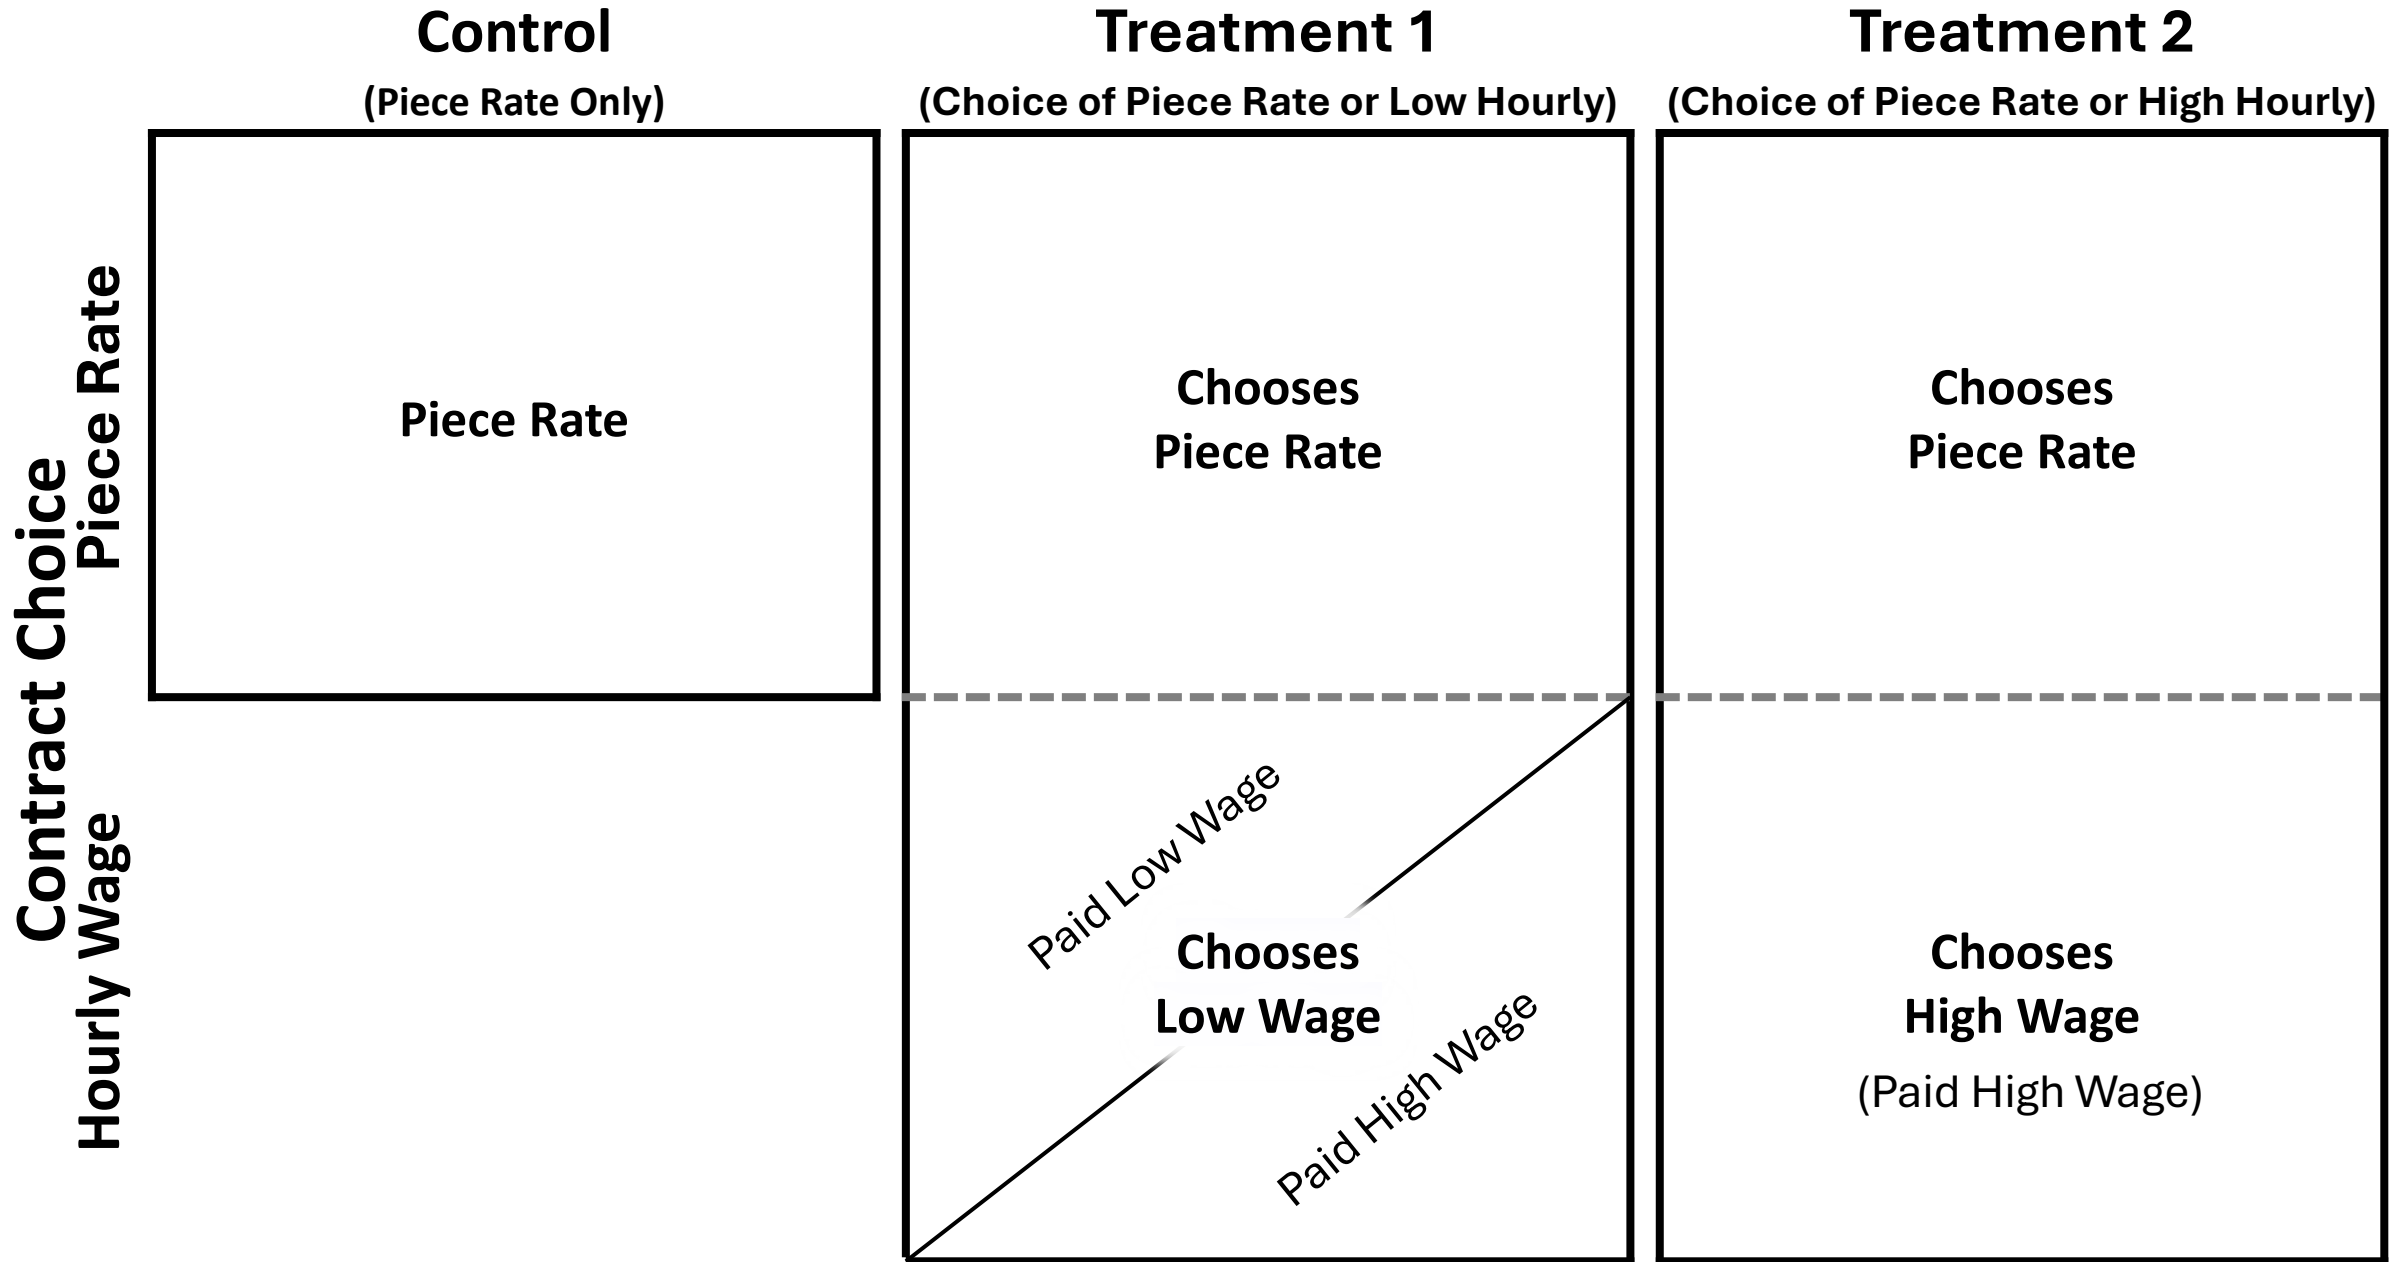 Control
(Piece Rate Only)
Treatment 1
(Choice of Piece Rate or Low Hourly)
Treatment 2
(Choice of Piece Rate or High Hourly)
Contract Choice
Piece Rate
Hourly Wage
Piece Rate
Chooses
Piece Rate
Chooses
Piece Rate
Paid Low Wage
Chooses
Low Wage
Paid High Wage
Chooses
High Wage
(Paid High Wage)